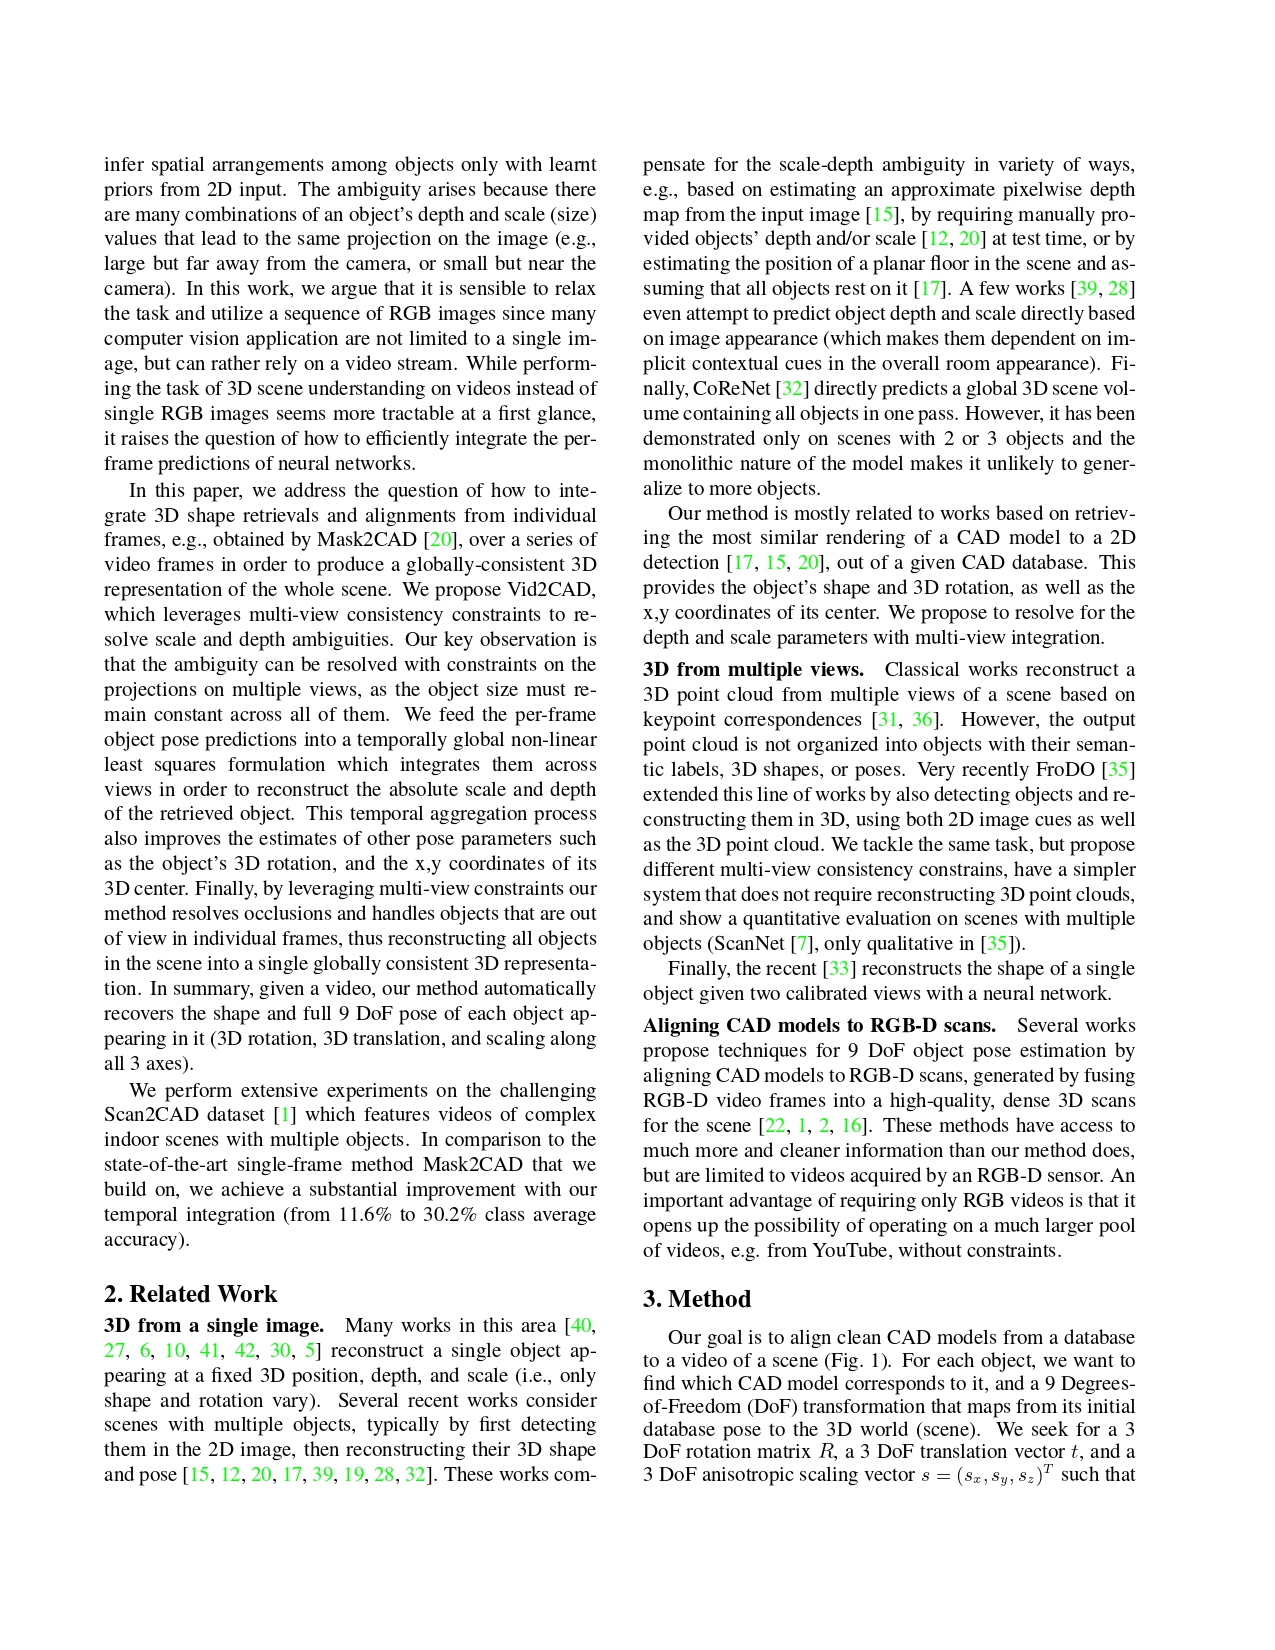 infer spatial arrangements among objects only with learnt
priors from 2D input. The ambiguity arises because there
are many combinations of an object's depth and scale (size)
values that lead to the same projection on the image (e.g.,
large but far away from the camera, or small but near the
camera). In this work, we argue that it is sensible to relax
the task and utilize a sequence of RGB images since many
computer vision application are not limited to a single im-
age, but can rather rely on a video stream. While perform-
ing the task of 3D scene understanding on videos instead of
single RGB images seems more tractable at a first glance,
it raises the question of how to efficiently integrate the per-
frame predictions of neural networks.
In this paper, we address the question of how to inte-
grate 3D shape retrievals and alignments from individual
frames, e.g., obtained by Mask2CAD [20], over a series of
video frames in order to produce a globally-consistent 3D
representation of the whole scene. We propose Vid2CAD,
which leverages multi-view consistency constraints to re-
solve scale and depth ambiguities. Our key observation is
that the ambiguity can be resolved with constraints on the
projections on multiple views, as the object size must re-
main constant across all of them. We feed the per-frame
object pose predictions into a temporally global non-linear
least squares formulation which integrates them across
views in order to reconstruct the absolute scale and depth
of the retrieved object. This temporal aggregation process
also improves the estimates of other pose parameters such
as the object's 3D rotation, and the x,y coordinates of its
3D center. Finally, by leveraging multi-view constraints our
method resolves occlusions and handles objects that are out
of view in individual frames, thus reconstructing all objects
in the scene into a single globally consistent 3D representa-
tion. In summary, given a video, our method automatically
recovers the shape and full 9 DoF pose of each object ap-
pearing in it (3D rotation, 3D translation, and scaling along
all 3 axes).
We perform extensive experiments on the challenging
Scan2CAD dataset [1] which features videos of complex
indoor scenes with multiple objects. In comparison to the
state-of-the-art single-frame method Mask2CAD that we
build on, we achieve a substantial improvement with our
temporal integration (from 11.6% to 30.2% class average
accuracy).
2. Related Work
3D from a single image. Many works in this area [40,
27, 6, 10, 41, 42, 30, 5] reconstruct a single object ap-
pearing at a fixed 3D position, depth, and scale (i.e., only
shape and rotation vary). Several recent works consider
scenes with multiple objects, typically by first detecting
them in the 2D image, then reconstructing their 3D shape
and pose [15, 12, 20, 17, 39, 19, 28, 32]. These works com-
pensate for the scale-depth ambiguity in variety of ways,
e.g., based on estimating an approximate pixelwise depth
map from the input image [15], by requiring manually pro-
vided objects' depth and/or scale [12, 20] at test time, or by
estimating the position of a planar floor in the scene and as-
suming that all objects rest on it [17]. A few works [39, 28]
even attempt to predict object depth and scale directly based
on image appearance (which makes them dependent on im-
plicit contextual cues in the overall room appearance). Fi-
nally, CoReNet [32] directly predicts a global 3D scene vol-
ume containing all objects in one pass. However, it has been
demonstrated only on scenes with 2 or 3 objects and the
monolithic nature of the model makes it unlikely to gener-
alize to more objects.
Our method is mostly related to works based on retriev-
ing the most similar rendering of a CAD model to a 2D
detection [17, 15, 20], out of a given CAD database. This
provides the object's shape and 3D rotation, as well as the
x,y coordinates of its center. We propose to resolve for the
depth and scale parameters with multi-view integration.
3D from multiple views. Classical works reconstruct a
3D point cloud from multiple views of a scene based on
keypoint correspondences [31, 36]. However, the output
point cloud is not organized into objects with their seman-
tic labels, 3D shapes, or poses. Very recently FroDO [35]
extended this line of works by also detecting objects and re-
constructing them in 3D, using both 2D image cues as well
as the 3D point cloud. We tackle the same task, but propose
different multi-view consistency constrains, have a simpler
system that does not require reconstructing 3D point clouds,
and show a quantitative evaluation on scenes with multiple
objects (ScanNet [7], only qualitative in [35]).
Finally, the recent [33] reconstructs the shape of a single
object given two calibrated views with a neural network.
Aligning CAD models to RGB-D scans. Several works
propose techniques for 9 DoF object pose estimation by
aligning CAD models to RGB-D scans, generated by fusing
RGB-D video frames into a high-quality, dense 3D scans
for the scene [22, 1, 2, 16]. These methods have access to
much more and cleaner information than our method does,
but are limited to videos acquired by an RGB-D sensor. An
important advantage of requiring only RGB videos is that it
opens up the possibility of operating on a much larger pool
of videos, e.g. from YouTube, without constraints.
3. Method
Our goal is to align clean CAD models from a database
to a video of a scene (Fig. 1). For each object, we want to
find which CAD model corresponds to it, and a 9 Degrees-
of-Freedom (DoF) transformation that maps from its initial
database pose to the 3D world (scene). We seek for a 3
DoF rotation matrix R, a 3 DoF translation vector t, and a
3 DoF anisotropic scaling vector s = (s_x, s_y, s_z)^T such that